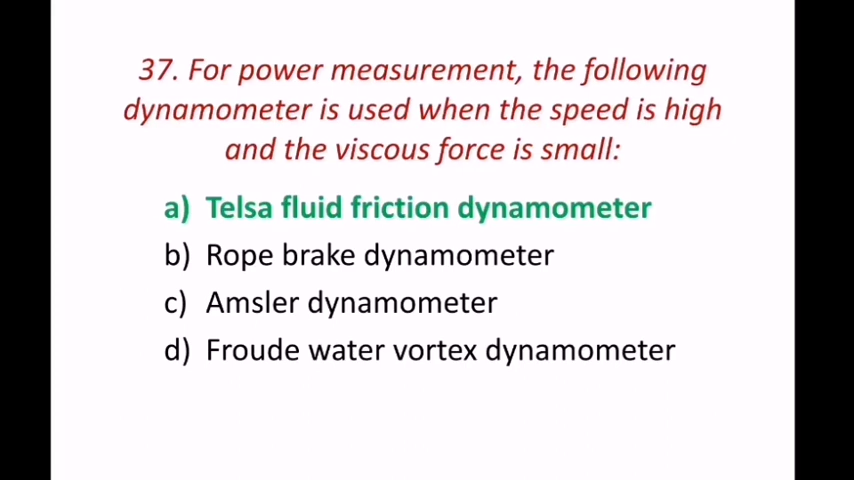 37. For power measurement, the following
dynamometer is used when the speed is high
and the viscous force is small:
a) Telsa fluid friction dynamometer
b) Rope brake dynamometer
c) Amsler dynamometer
d) Froude water vortex dynamometer